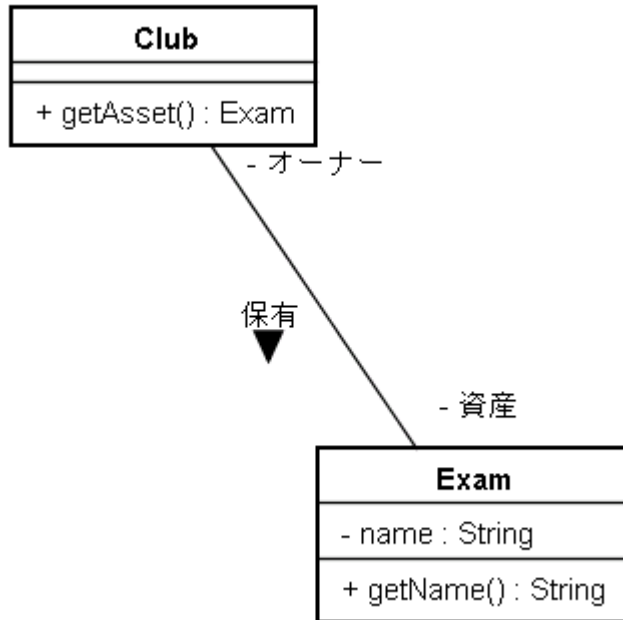 Club
+ getAsset() : Exam
- オーナー
保有
- 資産
Exam
- name : String
+ getName() : String